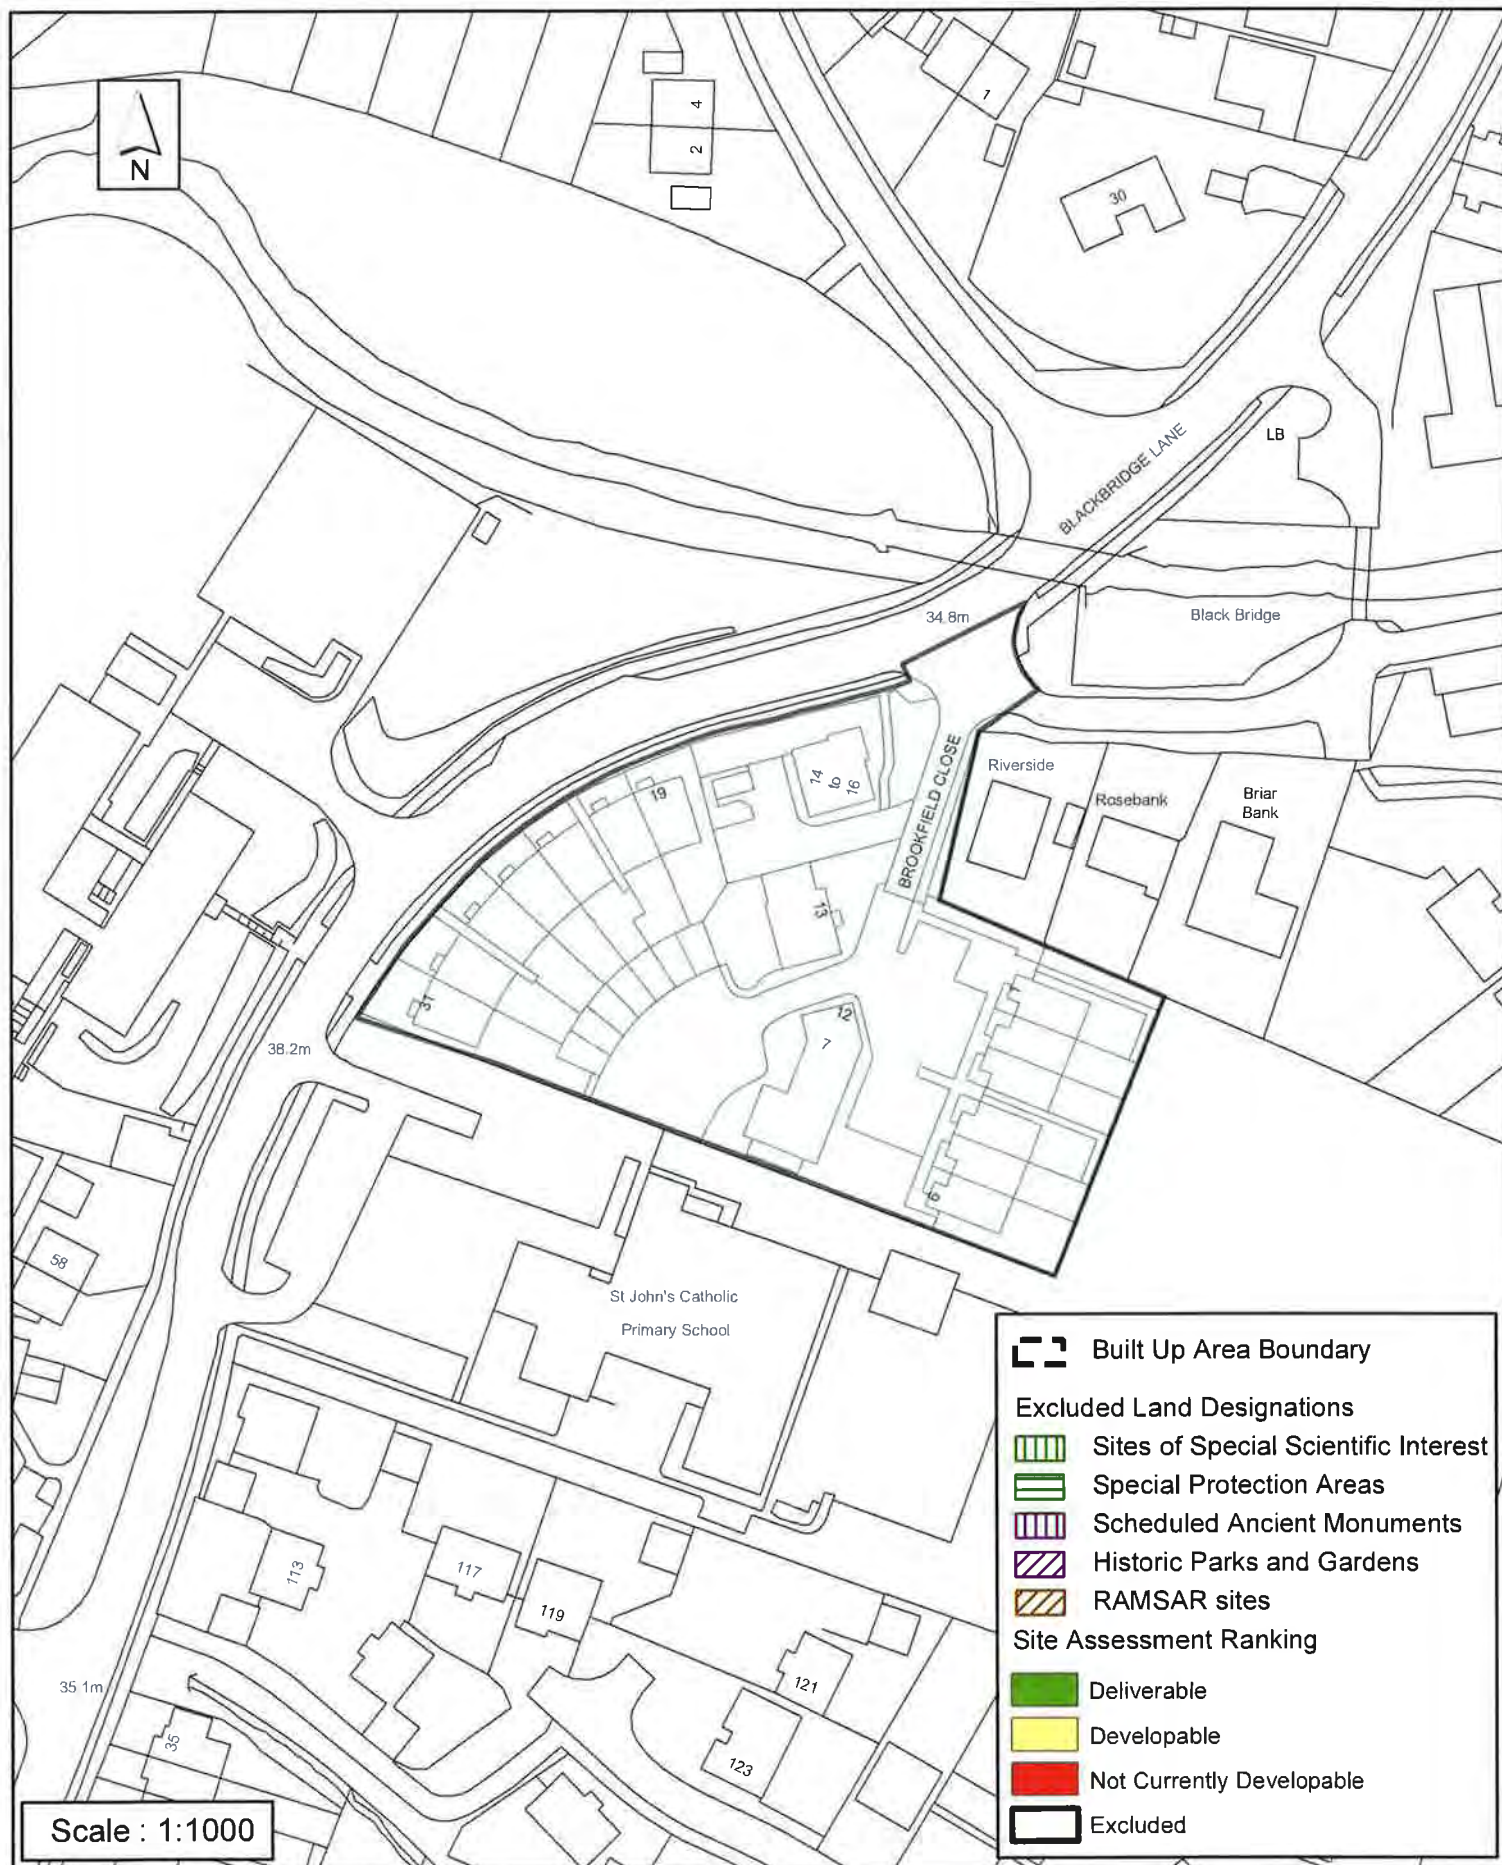 N
4
2
1
30
LB
BLACKBRIDGE LANE
34.8m
Black Bridge
BROOKFIELD CLOSE
Riverside
Rosebank
Briar
Bank
14
to
16
19
13
31
12
7
1
6
38.2m
58
St John's Catholic
Primary School
113
117
119
121
123
35.1m
35
Scale : 1:1000
Built Up Area Boundary
Excluded Land Designations
Sites of Special Scientific Interest
Special Protection Areas
Scheduled Ancient Monuments
Historic Parks and Gardens
RAMSAR sites
Site Assessment Ranking
Deliverable
Developable
Not Currently Developable
Excluded